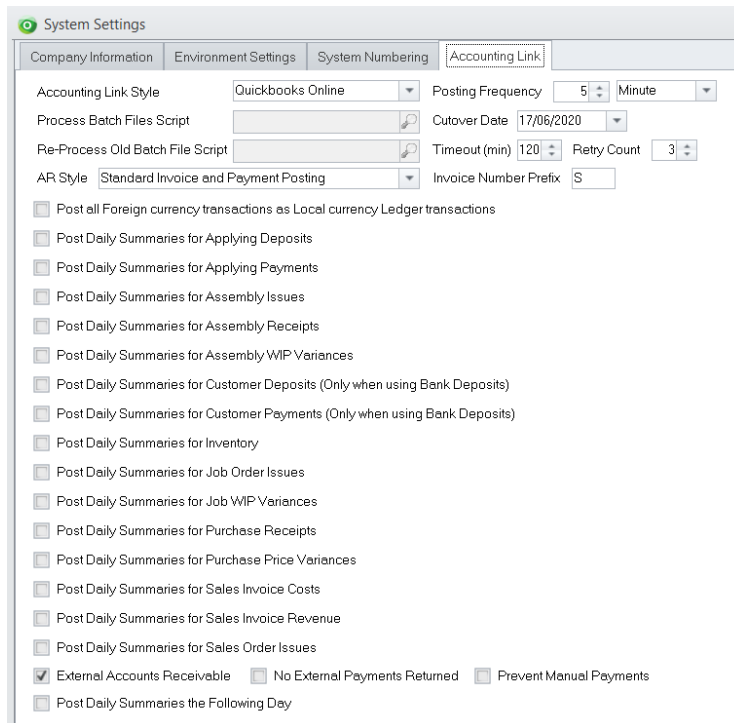 System Settings
Company Information Environment Settings System Numbering Accounting Link
Accounting Link Style Quickbooks Online Posting Frequency 5 Minute
Process Batch Files Script Cutover Date 17/06/2020
Re-Process Old Batch File Script Timeout (min) 120 Retry Count 3
AR Style Standard Invoice and Payment Posting Invoice Number Prefix S
Post all Foreign currency transactions as Local currency Ledger transactions
Post Daily Summaries for Applying Deposits
Post Daily Summaries for Applying Payments
Post Daily Summaries for Assembly Issues
Post Daily Summaries for Assembly Receipts
Post Daily Summaries for Assembly WIP Variances
Post Daily Summaries for Customer Deposits (Only when using Bank Deposits)
Post Daily Summaries for Customer Payments (Only when using Bank Deposits)
Post Daily Summaries for Inventory
Post Daily Summaries for Job Order Issues
Post Daily Summaries for Job WIP Variances
Post Daily Summaries for Purchase Receipts
Post Daily Summaries for Purchase Price Variances
Post Daily Summaries for Sales Invoice Costs
Post Daily Summaries for Sales Invoice Revenue
Post Daily Summaries for Sales Order Issues
External Accounts Receivable No External Payments Returned Prevent Manual Payments
Post Daily Summaries the Following Day